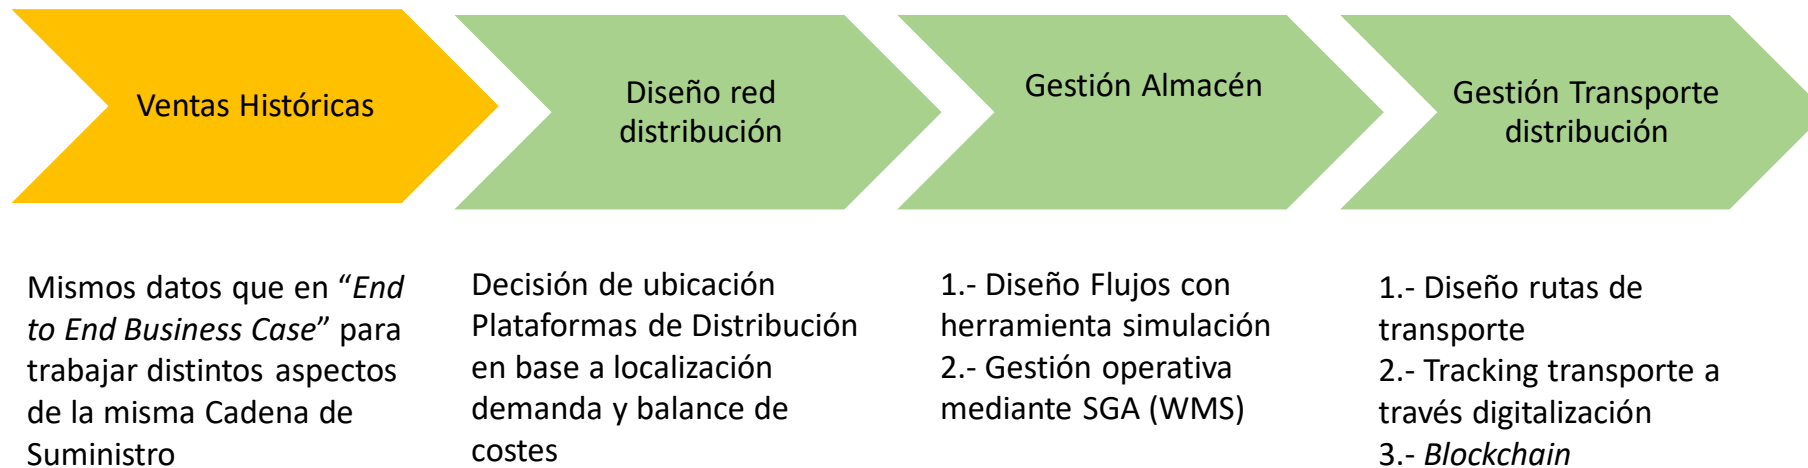 Ventas Históricas
Diseño red
distribución
Gestión Almacén
Gestión Transporte
distribución
Mismos datos que en “End
to End Business Case” para
trabajar distintos aspectos
de la misma Cadena de
Suministro
Decisión de ubicación
Plataformas de Distribución
en base a localización
demanda y balance de
costes
1.- Diseño Flujos con
herramienta simulación
2.- Gestión operativa
mediante SGA (WMS)
1.- Diseño rutas de
transporte
2.- Tracking transporte a
través digitalización
3.- Blockchain